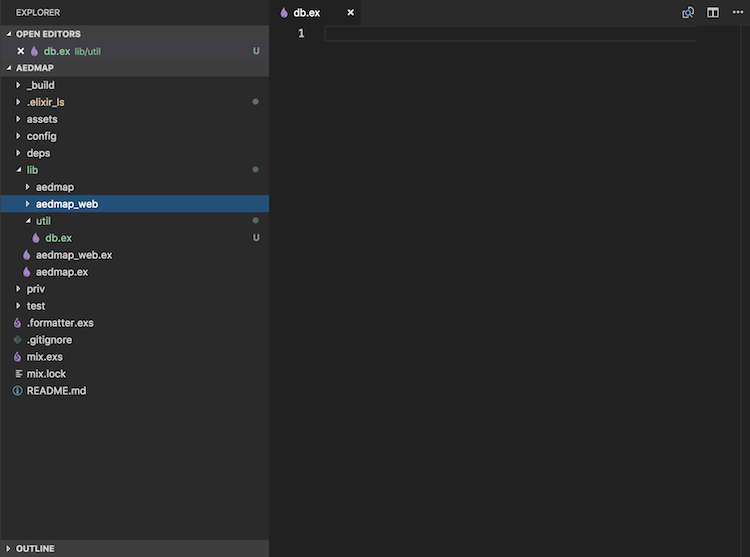 EXPLORER
OPEN EDITORS
db.ex lib/util U
AEDMAP
_build
.elixir_ls
assets
config
deps
lib
aedmap
aedmap_web
util
db.ex U
aedmap_web.ex
aedmap.ex
priv
test
.formatter.exs
.gitignore
mix.exs
mix.lock
README.md
OUTLINE
db.ex
1